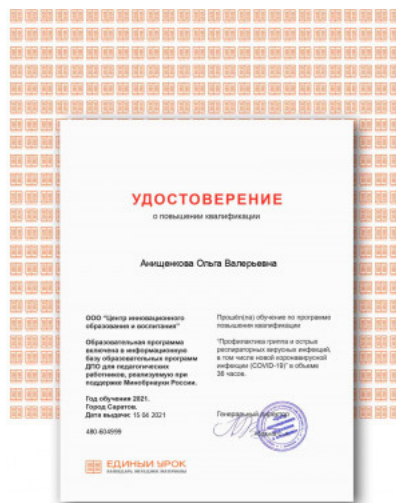 УДОСТОВЕРЕНИЕ
о повышении квалификации
Анищенкова Ольга Валерьевна
ООО "Центр инновационного
образования и воспитания"
Образовательная программа
включена в информационную
базу образовательных программ
ДПО для педагогических
работников, реализуемую при
поддержке Минобрнауки России.
Год обучения 2021.
Город Саратов.
Дата выдачи: 15.04.2021
480-604999
Прошёл(ла) обучение по программе
повышения квалификации
"Профилактика гриппа и острых
респираторных вирусных инфекций,
в том числе новой коронавирусной
инфекции (COVID-19)" в объеме
36 часов.
Генеральный директор
ЕДИНЫЙ УРОК
КАЛЕНДАРЬ, МЕТОДИКИ, МАТЕРИАЛЫ